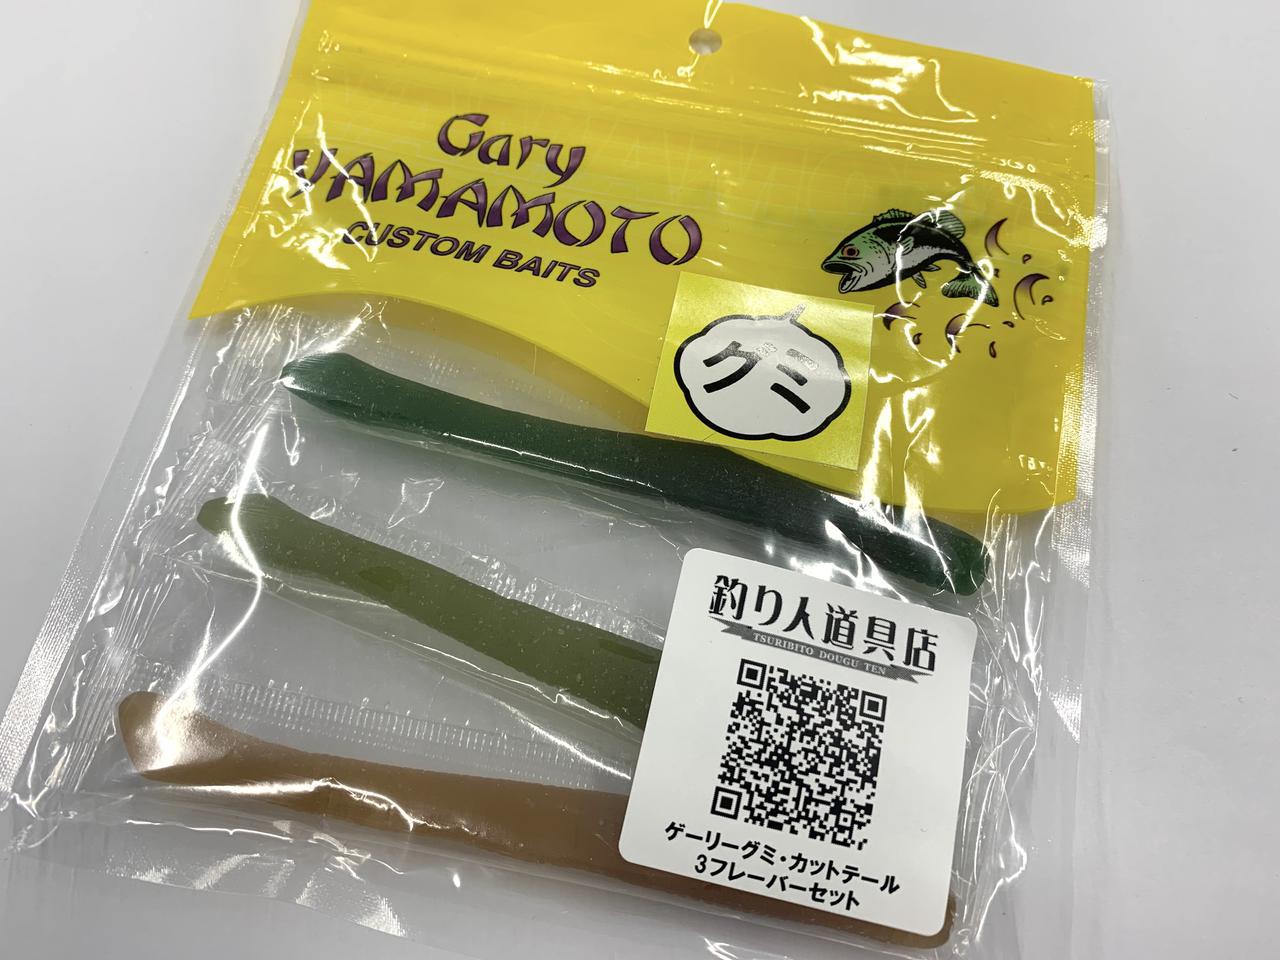 Gary
YAMAMOTO
CUSTOM BAITS
グミ
釣り人道具店
TSURIBITO DOUGU TEN
ゲーリーグミ・カットテール
3フレーバーセット